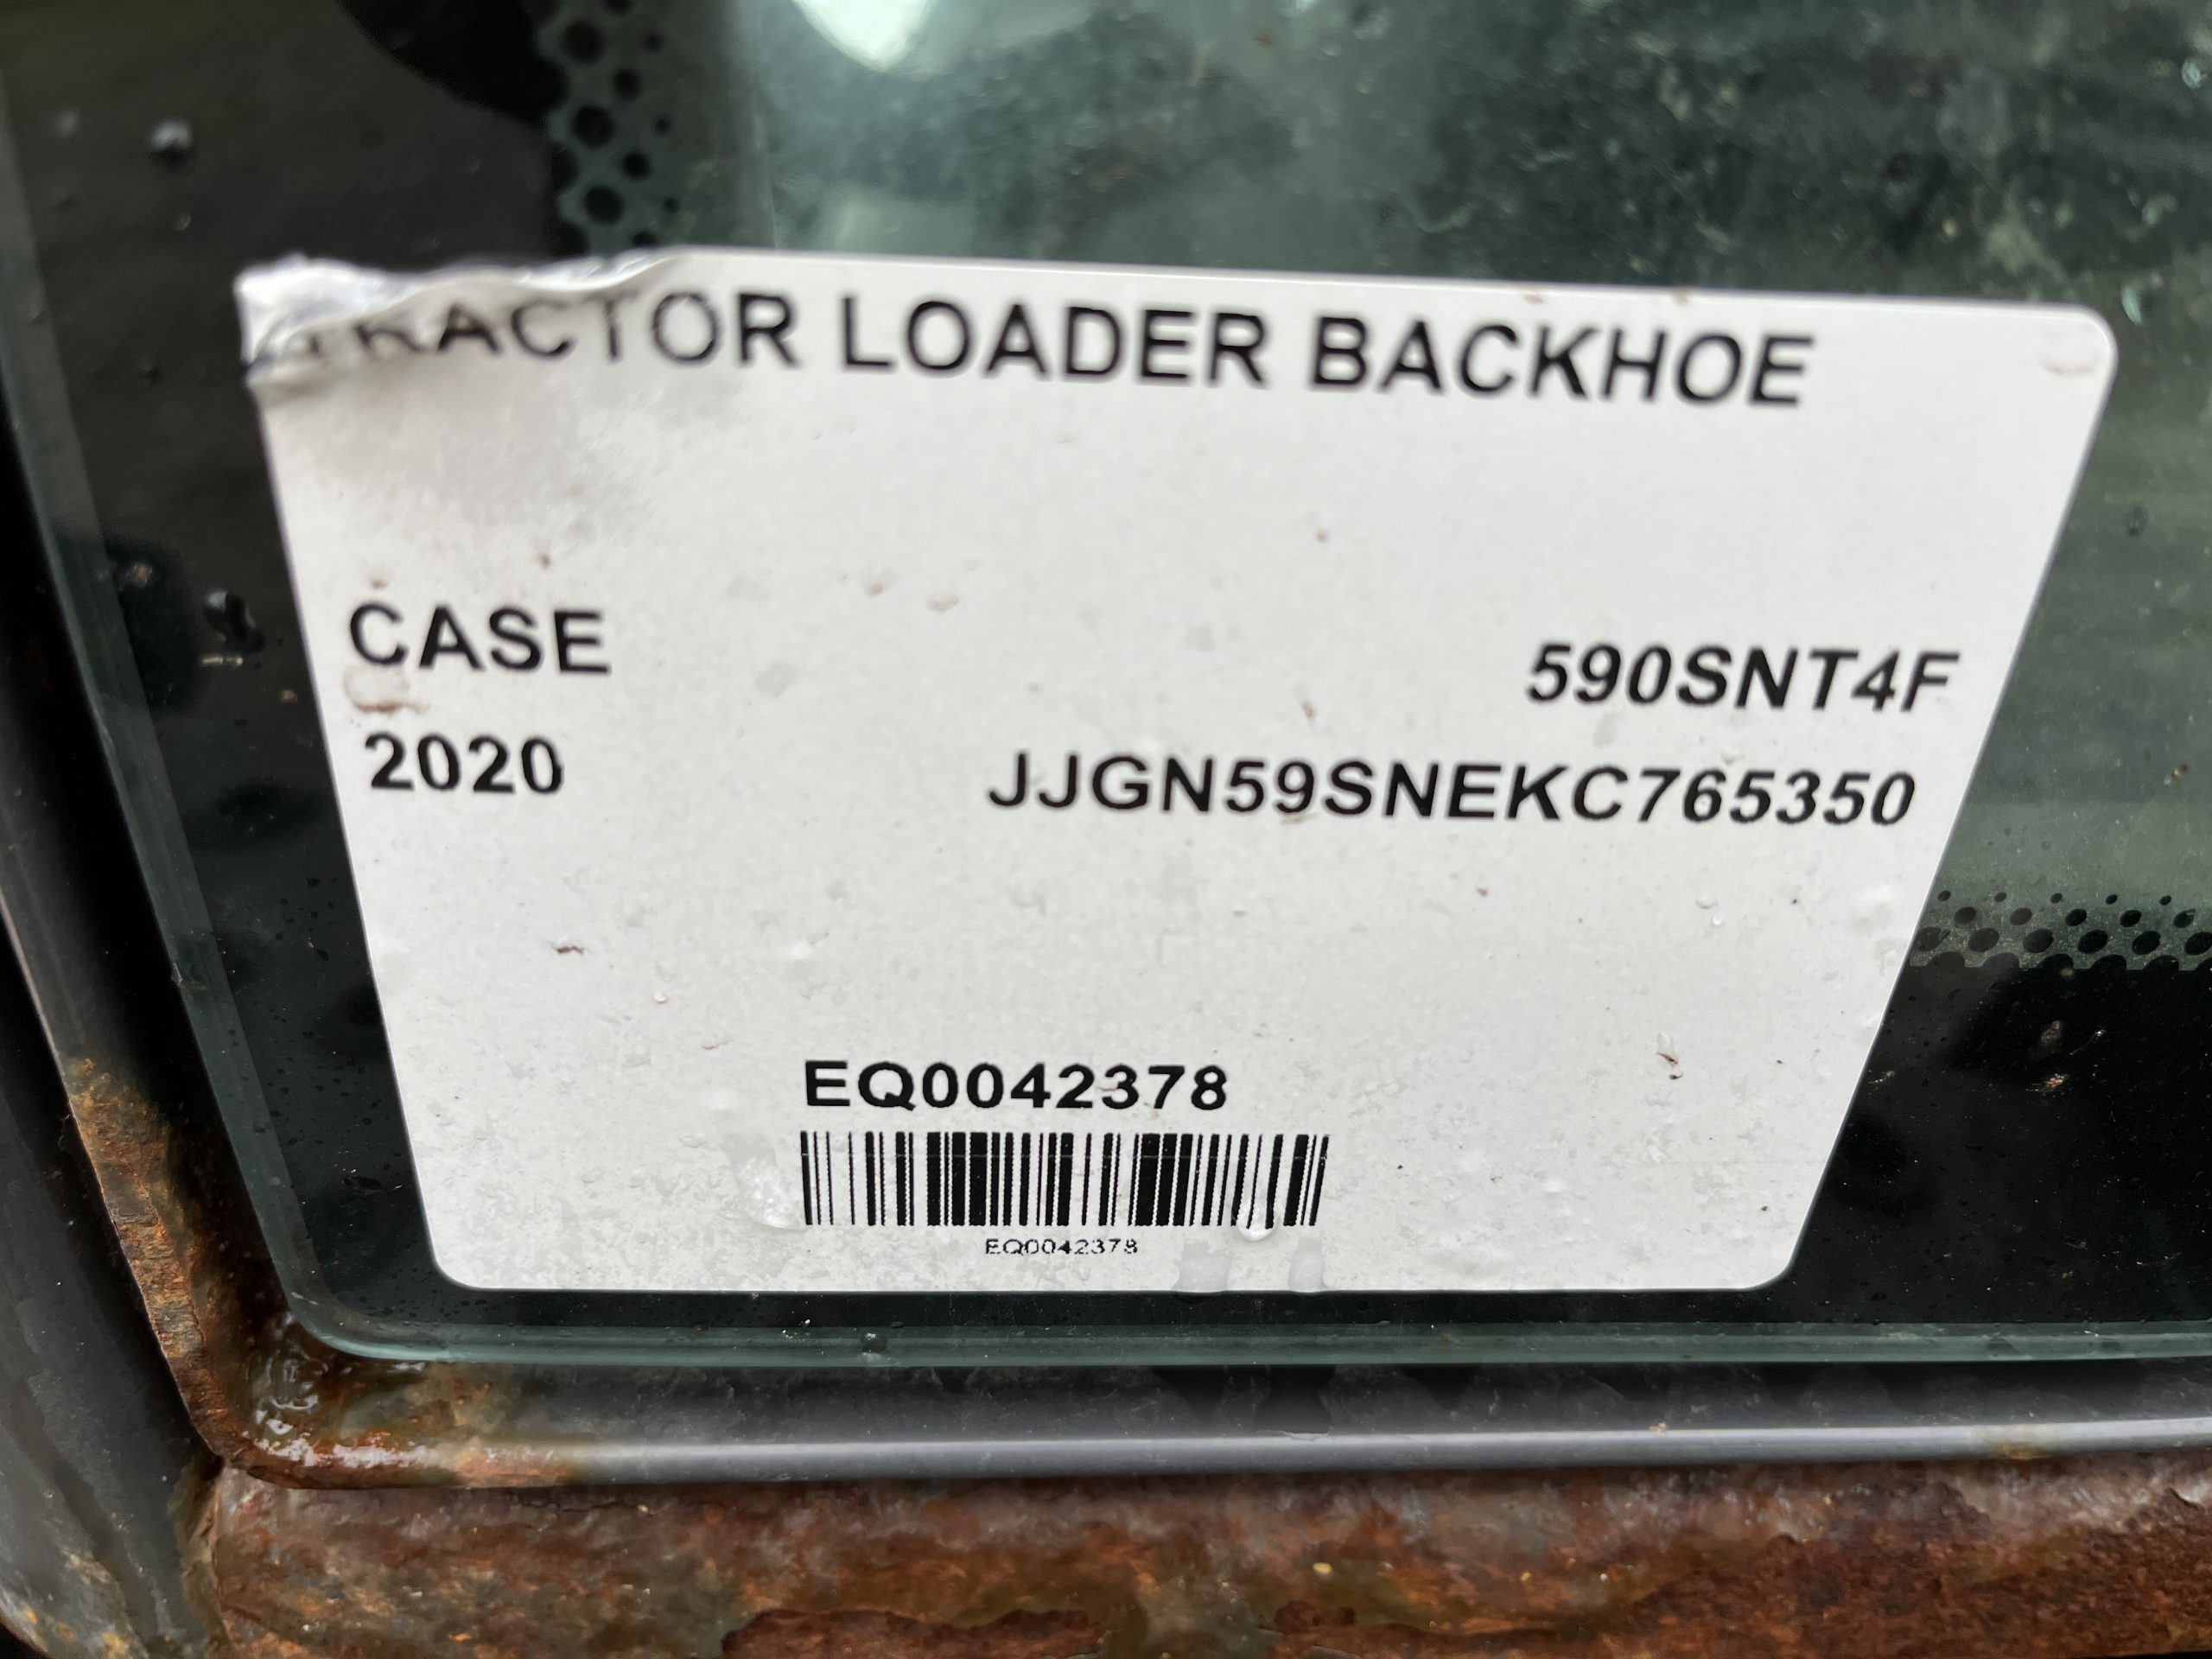 TRACTOR LOADER BACKHOE
CASE 590SNT4F
2020 JJGN59SNEKC765350
EQ0042378
EQ0042378